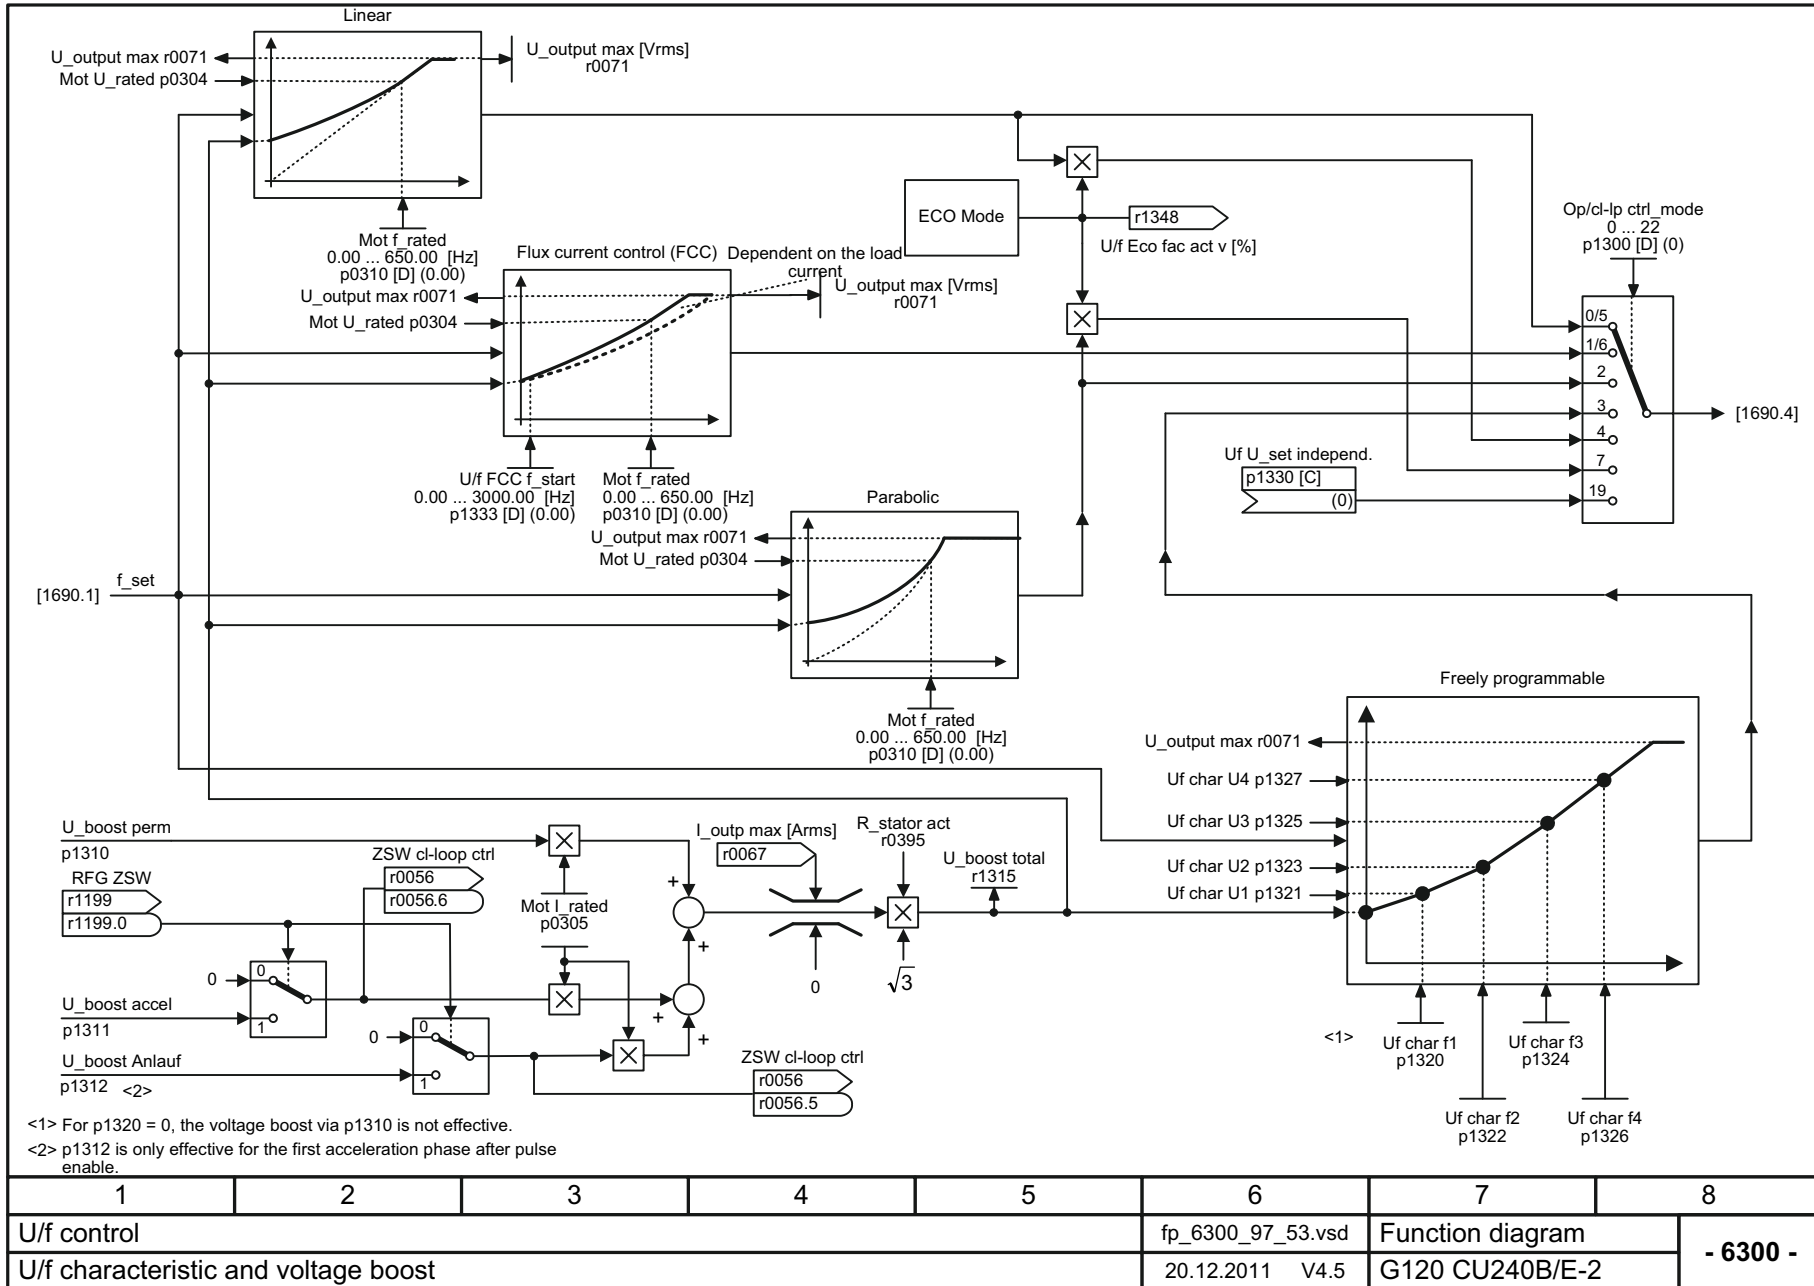 Linear
U_output max r0071
Mot U_rated p0304
U_output max [Vrms]
r0071
Mot f_rated
0.00 ... 650.00 [Hz]
p0310 [D] (0.00)
Flux current control (FCC)
Dependent on the load
current
U_output max r0071
Mot U_rated p0304
U_output max [Vrms]
r0071
U/f FCC f_start
0.00 ... 3000.00 [Hz]
p1333 [D] (0.00)
Mot f_rated
0.00 ... 650.00 [Hz]
p0310 [D] (0.00)
ECO Mode
r1348
U/f Eco fac act v [%]
Op/cl-lp ctrl_mode
0 ... 22
p1300 [D] (0)
0/5
1/6
2
3
4
7
19
[1690.4]
Uf U_set independ.
p1330 [C]
(0)
Parabolic
U_output max r0071
Mot U_rated p0304
Mot f_rated
0.00 ... 650.00 [Hz]
p0310 [D] (0.00)
[1690.1]
f_set
Freely programmable
U_output max r0071
Uf char U4 p1327
Uf char U3 p1325
Uf char U2 p1323
Uf char U1 p1321
<1>
Uf char f1
p1320
Uf char f3
p1324
Uf char f2
p1322
Uf char f4
p1326
U_boost perm
p1310
RFG ZSW
r1199
r1199.0
ZSW cl-loop ctrl
r0056
r0056.6
Mot I_rated
p0305
I_outp max [Arms]
r0067
R_stator act
r0395
U_boost total
r1315
+
+
+
+
0
√3
0
0
1
U_boost accel
p1311
0
0
1
U_boost Anlauf
p1312 <2>
ZSW cl-loop ctrl
r0056
r0056.5
<1> For p1320 = 0, the voltage boost via p1310 is not effective.
<2> p1312 is only effective for the first acceleration phase after pulse
enable.
1 2 3 4 5 6 7 8
U/f control
fp_6300_97_53.vsd
Function diagram
- 6300 -
U/f characteristic and voltage boost
20.12.2011 V4.5
G120 CU240B/E-2